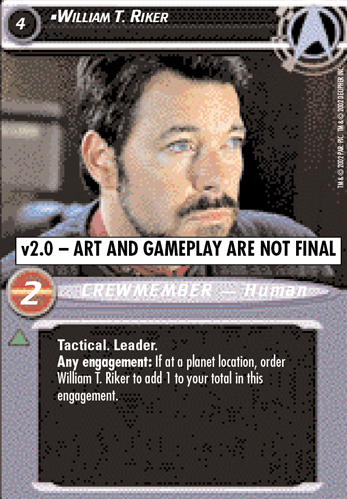 4
▪WILLIAM T. RIKER
TM & © 2002 PAR. PIC. TM & © 2002 DECIPHER INC.
v2.0 – ART AND GAMEPLAY ARE NOT FINAL
2
CREWMEMBER — Human
Tactical. Leader.
Any engagement: If at a planet location, order
William T. Riker to add 1 to your total in this
engagement.